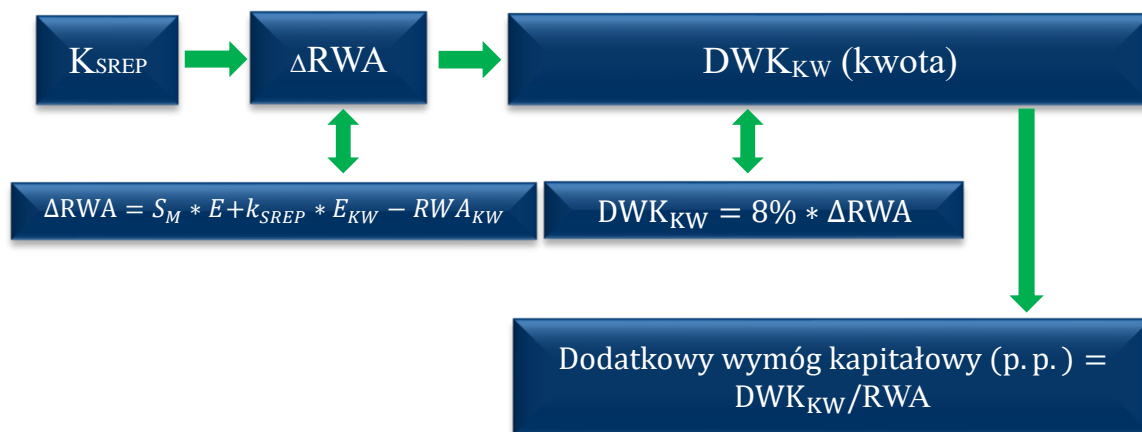 KSREP
ΔRWA
DWKKW (kwota)
ΔRWA = SM * E+kSREP * EKW − RWAKW
DWKKW = 8% * ΔRWA
Dodatkowy wymóg kapitałowy (p. p. ) =
DWKKW/RWA